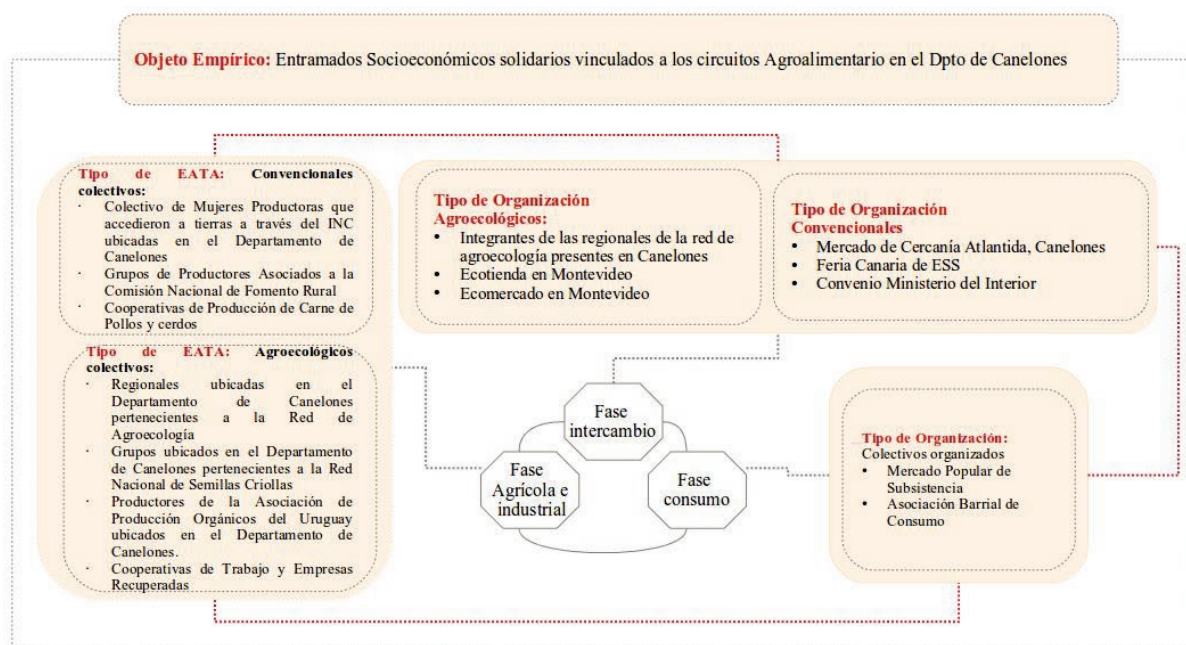 Objeto Empírico: Entramados Socioeconómicos solidarios vinculados a los circuitos Agroalimentario en el Dpto de Canelones
Tipo de EATA: Convencionales
colectivos:
· Colectivo de Mujeres Productoras que
accedieron a tierras a través del INC
ubicadas en el Departamento de
Canelones
· Grupos de Productores Asociados a la
Comisión Nacional de Fomento Rural
· Cooperativas de Producción de Carne de
Pollos y cerdos
Tipo de EATA: Agroecológicos
colectivos:
· Regionales ubicadas en el
Departamento de Canelones
pertenecientes a la Red de
Agroecología
· Grupos ubicados en el Departamento
de Canelones pertenecientes a la Red
Nacional de Semillas Criollas
· Productores de la Asociación de
Producción Orgánicos del Uruguay
ubicados en el Departamento de
Canelones.
· Cooperativas de Trabajo y Empresas
Recuperadas
Tipo de Organización
Agroecológicos:
• Integrantes de las regionales de la red de
agroecología presentes en Canelones
• Ecotienda en Montevideo
• Ecomercado en Montevideo
Tipo de Organización
Convencionales
• Mercado de Cercanía Atlantida, Canelones
• Feria Canaria de ESS
• Convenio Ministerio del Interior
Fase
intercambio
Fase
Agrícola e
industrial
Fase
consumo
Tipo de Organización:
Colectivos organizados
• Mercado Popular de
Subsistencia
• Asociación Barrial de
Consumo